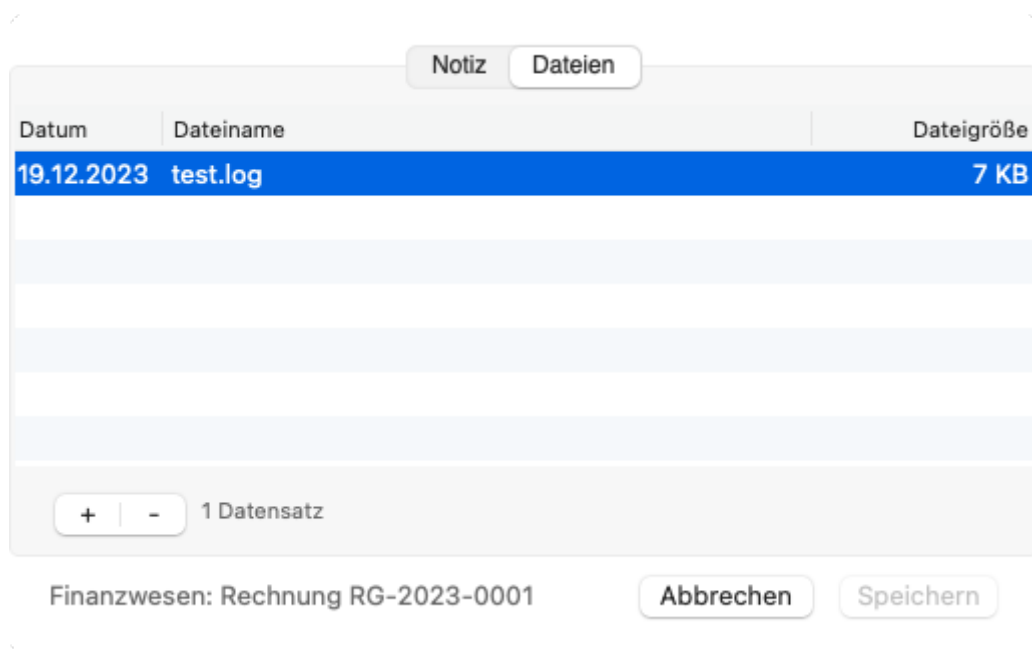 Notiz Dateien
Datum Dateiname Dateigröße
19.12.2023 test.log 7 KB
+ - 1 Datensatz
Finanzwesen: Rechnung RG-2023-0001 Abbrechen Speichern